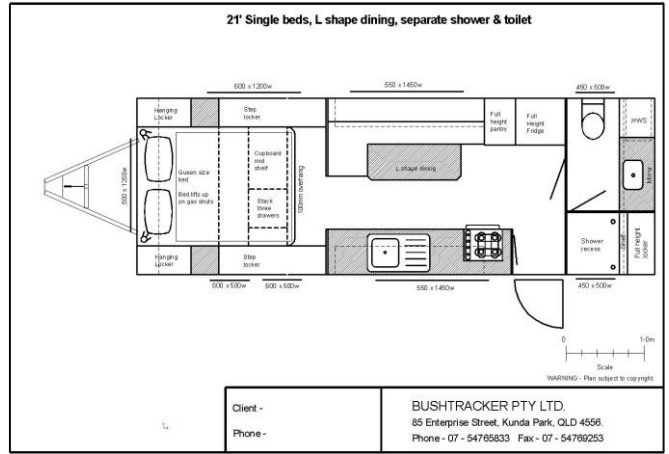 21' Single beds, L shape dining, separate shower & toilet
600 x 1200w
550 x 1450w
450 x 500w
Hanging
Locker
Step
locker
Full
height
pantry
Full
Height
Fridge
HWS
Cupboard
mid
shelf
Queen size
bed
Bed lifts up
on gas struts
500 x 1200w
100mm overhang
L shape dining
Mirror
Stack
three
drawers
Shower
recess
Shelf
Full height
locker
Hanging
Locker
Step
locker
600 x 500w
600 x 500w
550 x 1450w
450 x 500w
0
1.0m
Scale
WARNING - Plan subject to copyright.
Client -
Phone -
BUSHTRACKER PTY LTD.
85 Enterprise Street, Kunda Park, QLD 4556.
Phone - 07 - 54765833 Fax - 07 - 54769253